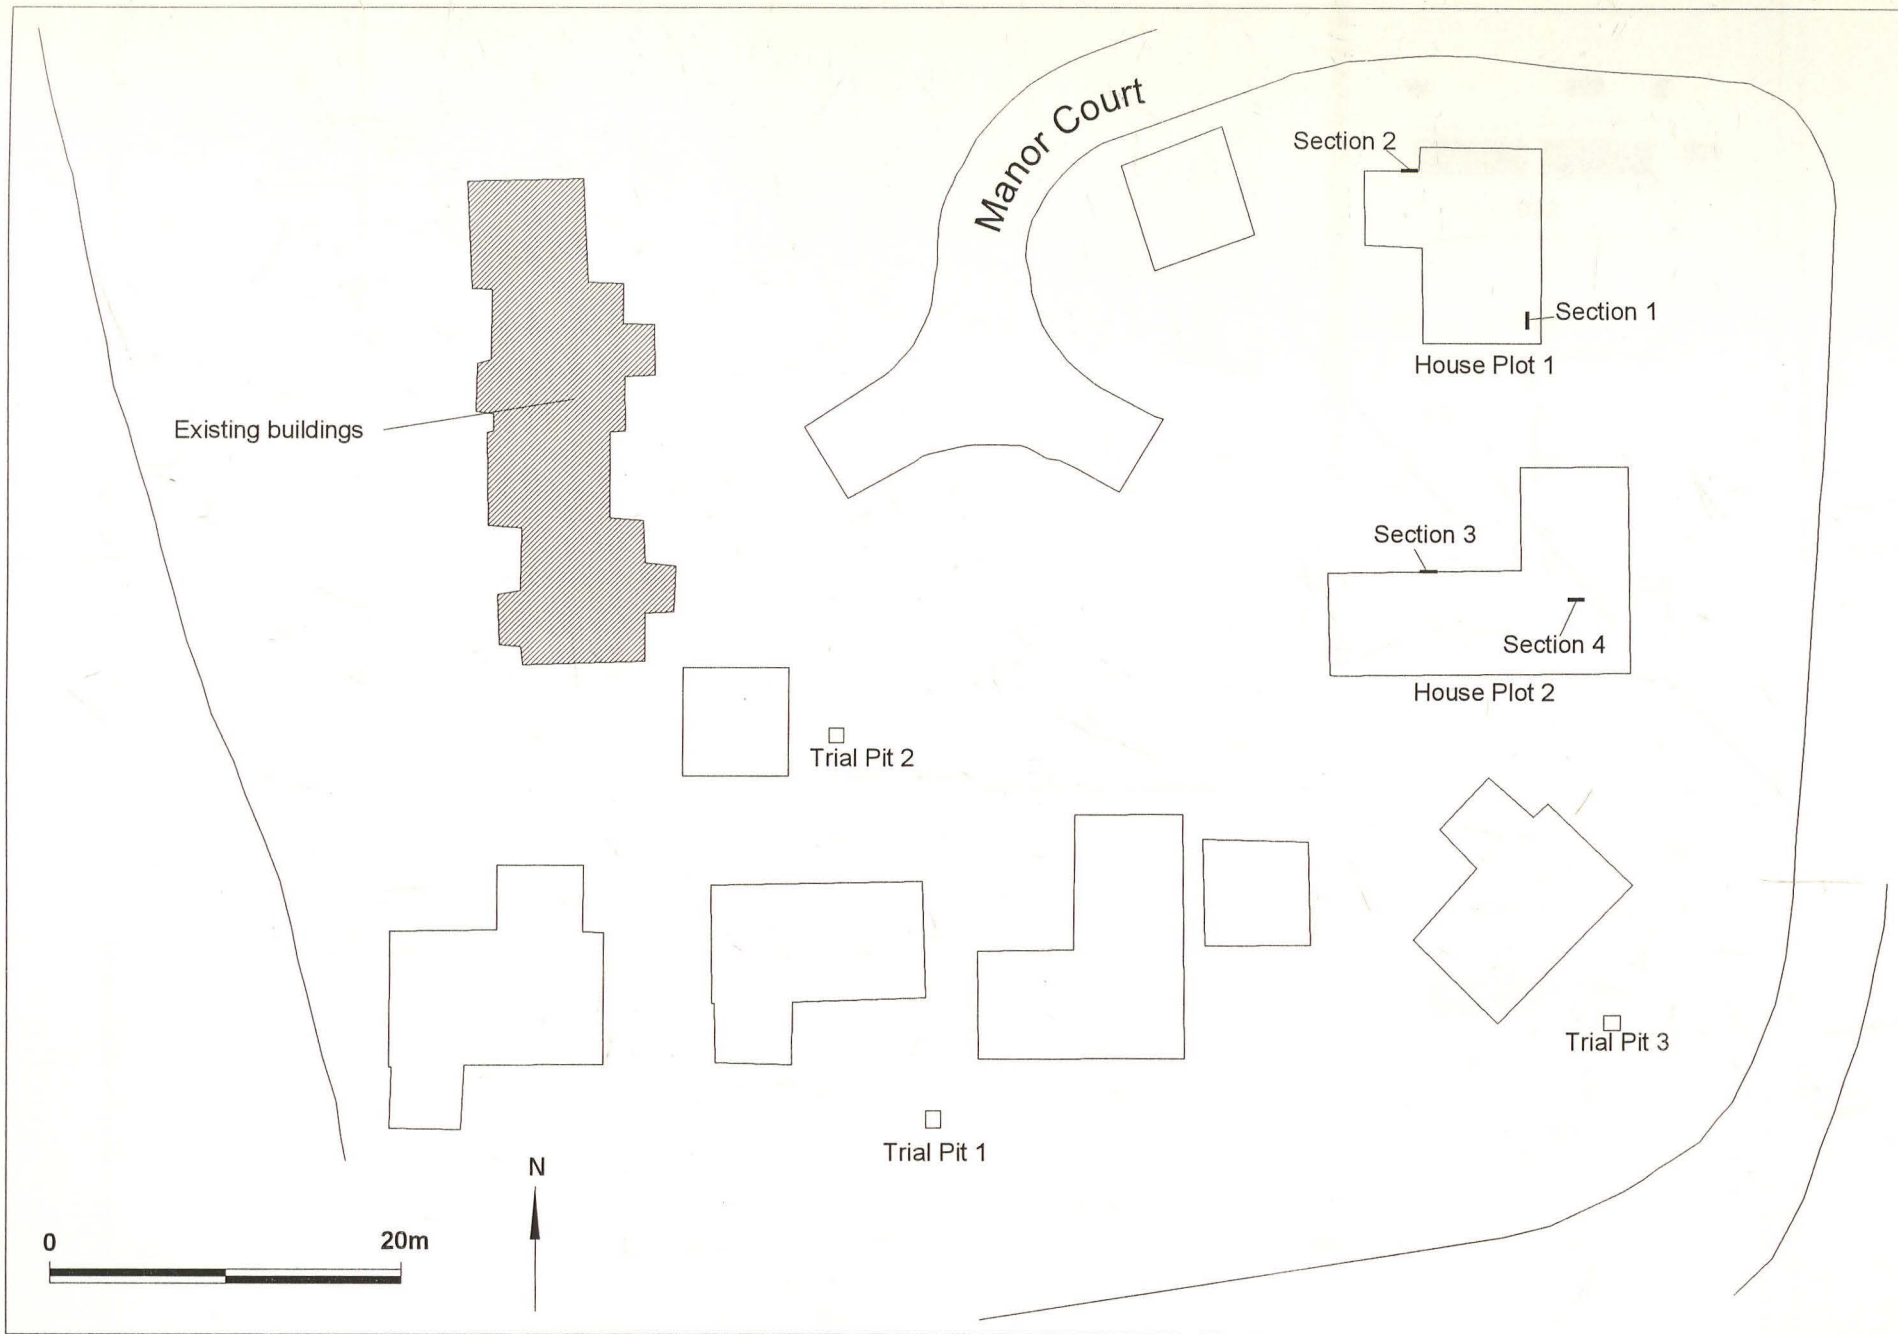 Manor Court
Section 2
Section 1
House Plot 1
Existing buildings
Section 3
Section 4
House Plot 2
Trial Pit 2
Trial Pit 3
Trial Pit 1
N
0 20m